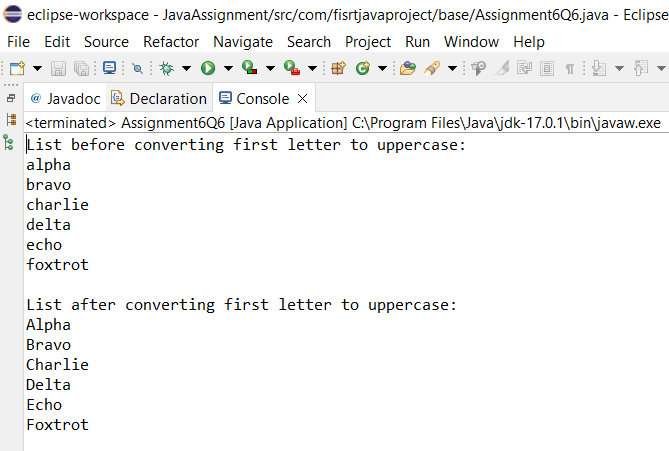 eclipse-workspace - JavaAssignment/src/com/fisrtjavaproject/base/Assignment6Q6.java - Eclipse
File Edit Source Refactor Navigate Search Project Run Window Help
@ Javadoc Declaration Console
<terminated> Assignment6Q6 [Java Application] C:\Program Files\Java\jdk-17.0.1\bin\javaw.exe
List before converting first letter to uppercase:
alpha
bravo
charlie
delta
echo
foxtrot
List after converting first letter to uppercase:
Alpha
Bravo
Charlie
Delta
Echo
Foxtrot